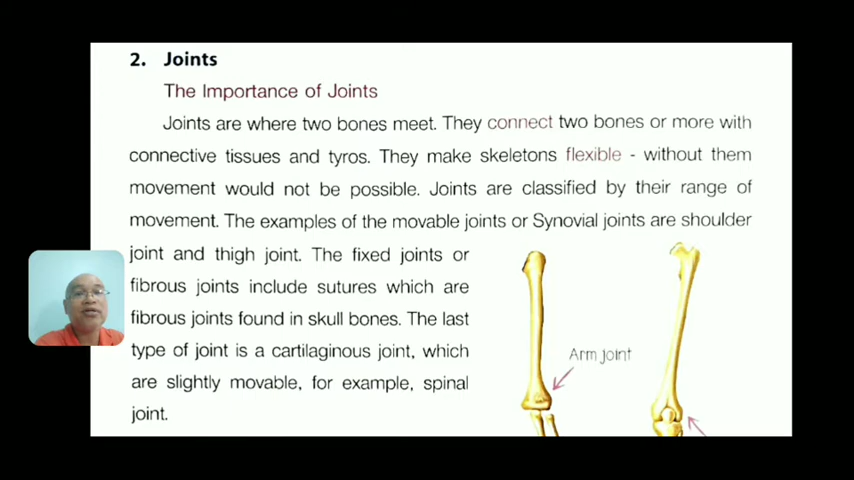 2. Joints
The Importance of Joints
Joints are where two bones meet. They connect two bones or more with
connective tissues and tyros. They make skeletons flexible - without them
movement would not be possible. Joints are classified by their range of
movement. The examples of the movable joints or Synovial joints are shoulder
joint and thigh joint. The fixed joints or
fibrous joints include sutures which are
fibrous joints found in skull bones. The last
type of joint is a cartilaginous joint, which
are slightly movable, for example, spinal
joint.
Arm joint